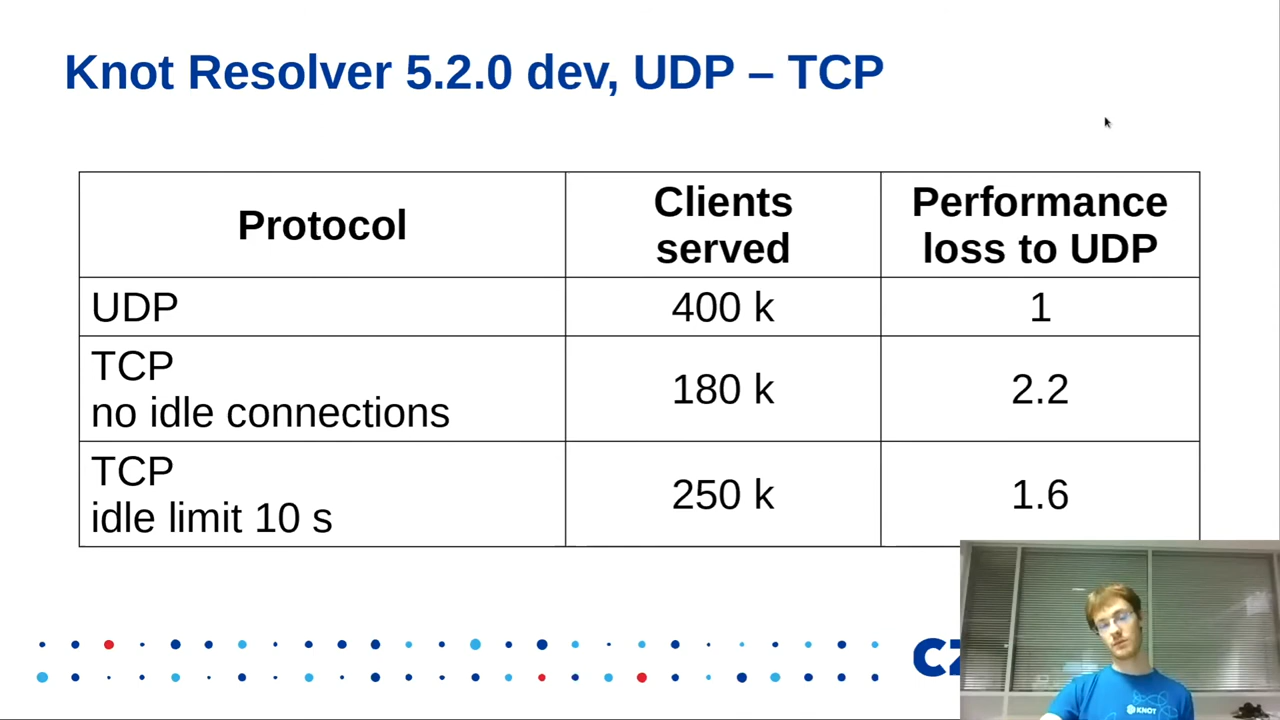 Knot Resolver 5.2.0 dev, UDP – TCP
Protocol
Clients
served
Performance
loss to UDP
UDP
400 k
1
TCP
no idle connections
180 k
2.2
TCP
idle limit 10 s
250 k
1.6
CZ
KNOT